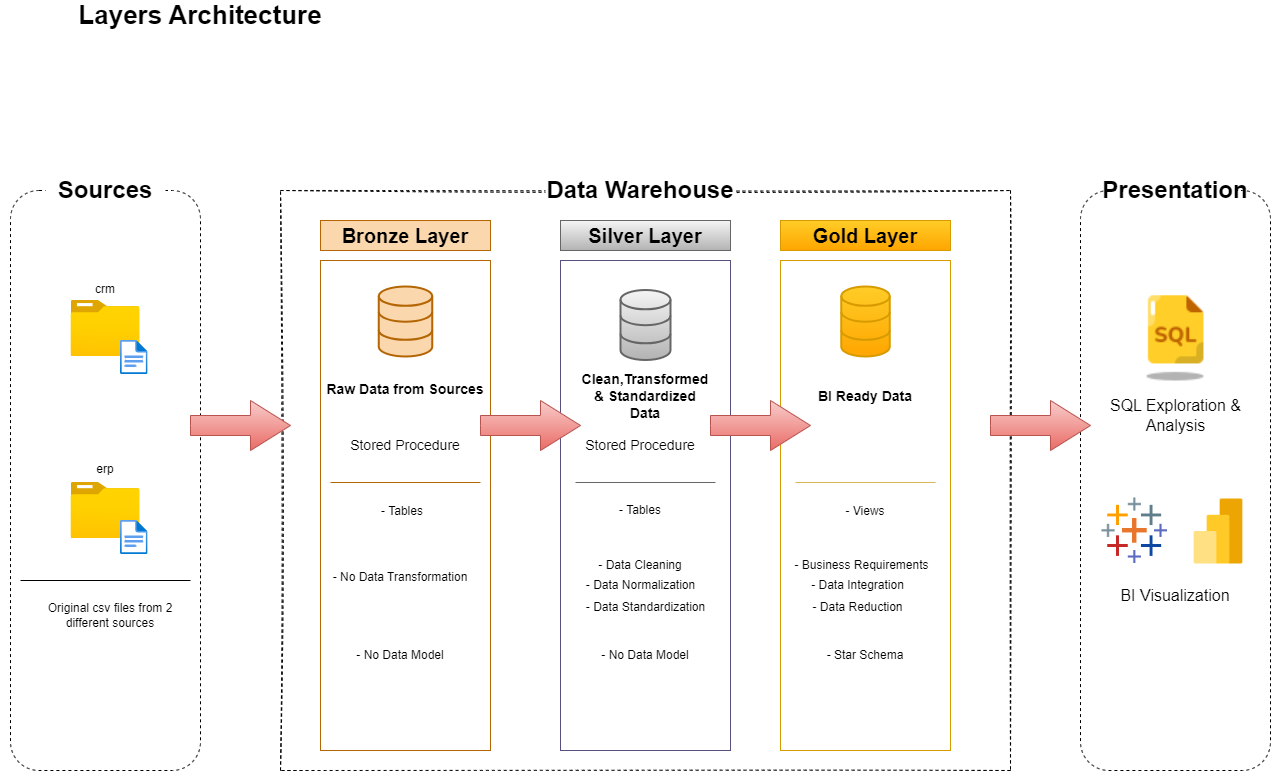 Layers Architecture
Sources
crm
erp
Original csv files from 2
different sources
Data Warehouse
Bronze Layer
Raw Data from Sources
Stored Procedure
- Tables
- No Data Transformation
- No Data Model
Silver Layer
Clean,Transformed
& Standardized
Data
Stored Procedure
- Tables
- Data Cleaning
- Data Normalization
- Data Standardization
- No Data Model
Gold Layer
BI Ready Data
- Views
- Business Requirements
- Data Integration
- Data Reduction
- Star Schema
Presentation
SQL
SQL Exploration &
Analysis
BI Visualization